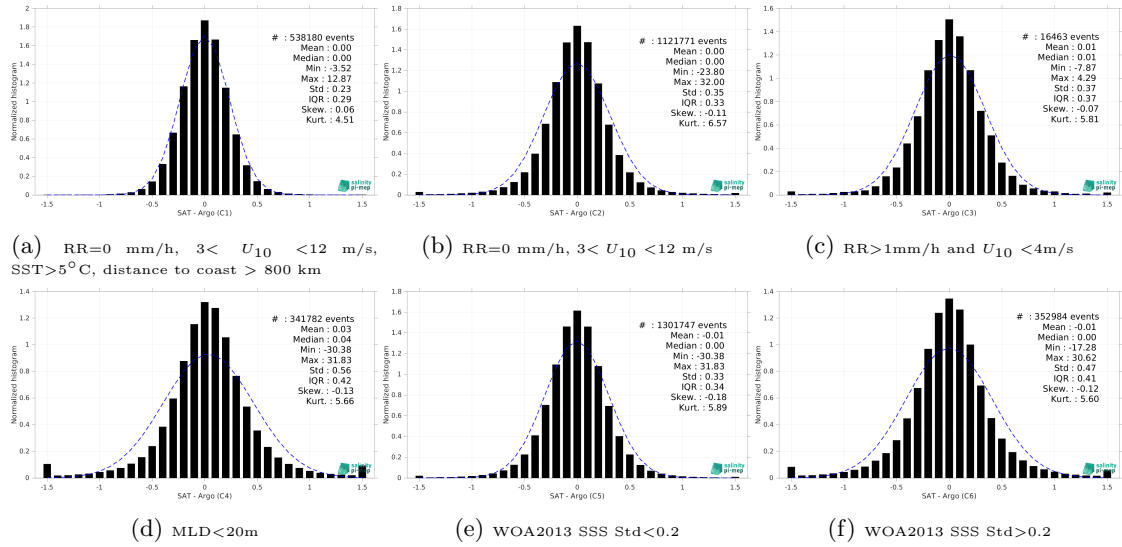 2
1.8
1.6
1.4
1.2
1
0.8
0.6
0.4
0.2
0
Normalized histogram
# : 538180 events
Mean : 0.00
Median : 0.00
Min : -3.52
Max : 12.87
Std : 0.23
IQR : 0.29
Skew. : 0.06
Kurt. : 4.51
salinity
pi-mep
-1.5 -1 -0.5 0 0.5 1 1.5
SAT - Argo (C1)
(a) RR=0 mm/h, 3< U10 <12 m/s,
SST>5°C, distance to coast > 800 km
1.8
1.6
1.4
1.2
1
0.8
0.6
0.4
0.2
0
Normalized histogram
# : 1121771 events
Mean : 0.00
Median : 0.00
Min : -23.80
Max : 32.00
Std : 0.35
IQR : 0.33
Skew. : -0.11
Kurt. : 6.57
salinity
pi-mep
-1.5 -1 -0.5 0 0.5 1 1.5
SAT - Argo (C2)
(b) RR=0 mm/h, 3< U10 <12 m/s
1.6
1.4
1.2
1
0.8
0.6
0.4
0.2
0
Normalized histogram
# : 16463 events
Mean : 0.01
Median : 0.01
Min : -7.87
Max : 4.29
Std : 0.37
IQR : 0.37
Skew. : -0.07
Kurt. : 5.81
salinity
pi-mep
-1.5 -1 -0.5 0 0.5 1 1.5
SAT - Argo (C3)
(c) RR>1mm/h and U10 <4m/s
1.4
1.2
1
0.8
0.6
0.4
0.2
0
Normalized histogram
# : 341782 events
Mean : 0.03
Median : 0.04
Min : -30.38
Max : 31.83
Std : 0.56
IQR : 0.42
Skew. : -0.13
Kurt. : 5.66
salinity
pi-mep
-1.5 -1 -0.5 0 0.5 1 1.5
SAT - Argo (C4)
(d) MLD<20m
1.8
1.6
1.4
1.2
1
0.8
0.6
0.4
0.2
0
Normalized histogram
# : 1301747 events
Mean : -0.01
Median : 0.00
Min : -30.38
Max : 31.83
Std : 0.33
IQR : 0.34
Skew. : -0.18
Kurt. : 5.89
salinity
pi-mep
-1.5 -1 -0.5 0 0.5 1 1.5
SAT - Argo (C5)
(e) WOA2013 SSS Std<0.2
1.4
1.2
1
0.8
0.6
0.4
0.2
0
Normalized histogram
# : 352984 events
Mean : -0.01
Median : 0.00
Min : -17.28
Max : 30.62
Std : 0.47
IQR : 0.41
Skew. : -0.12
Kurt. : 5.60
salinity
pi-mep
-1.5 -1 -0.5 0 0.5 1 1.5
SAT - Argo (C6)
(f) WOA2013 SSS Std>0.2